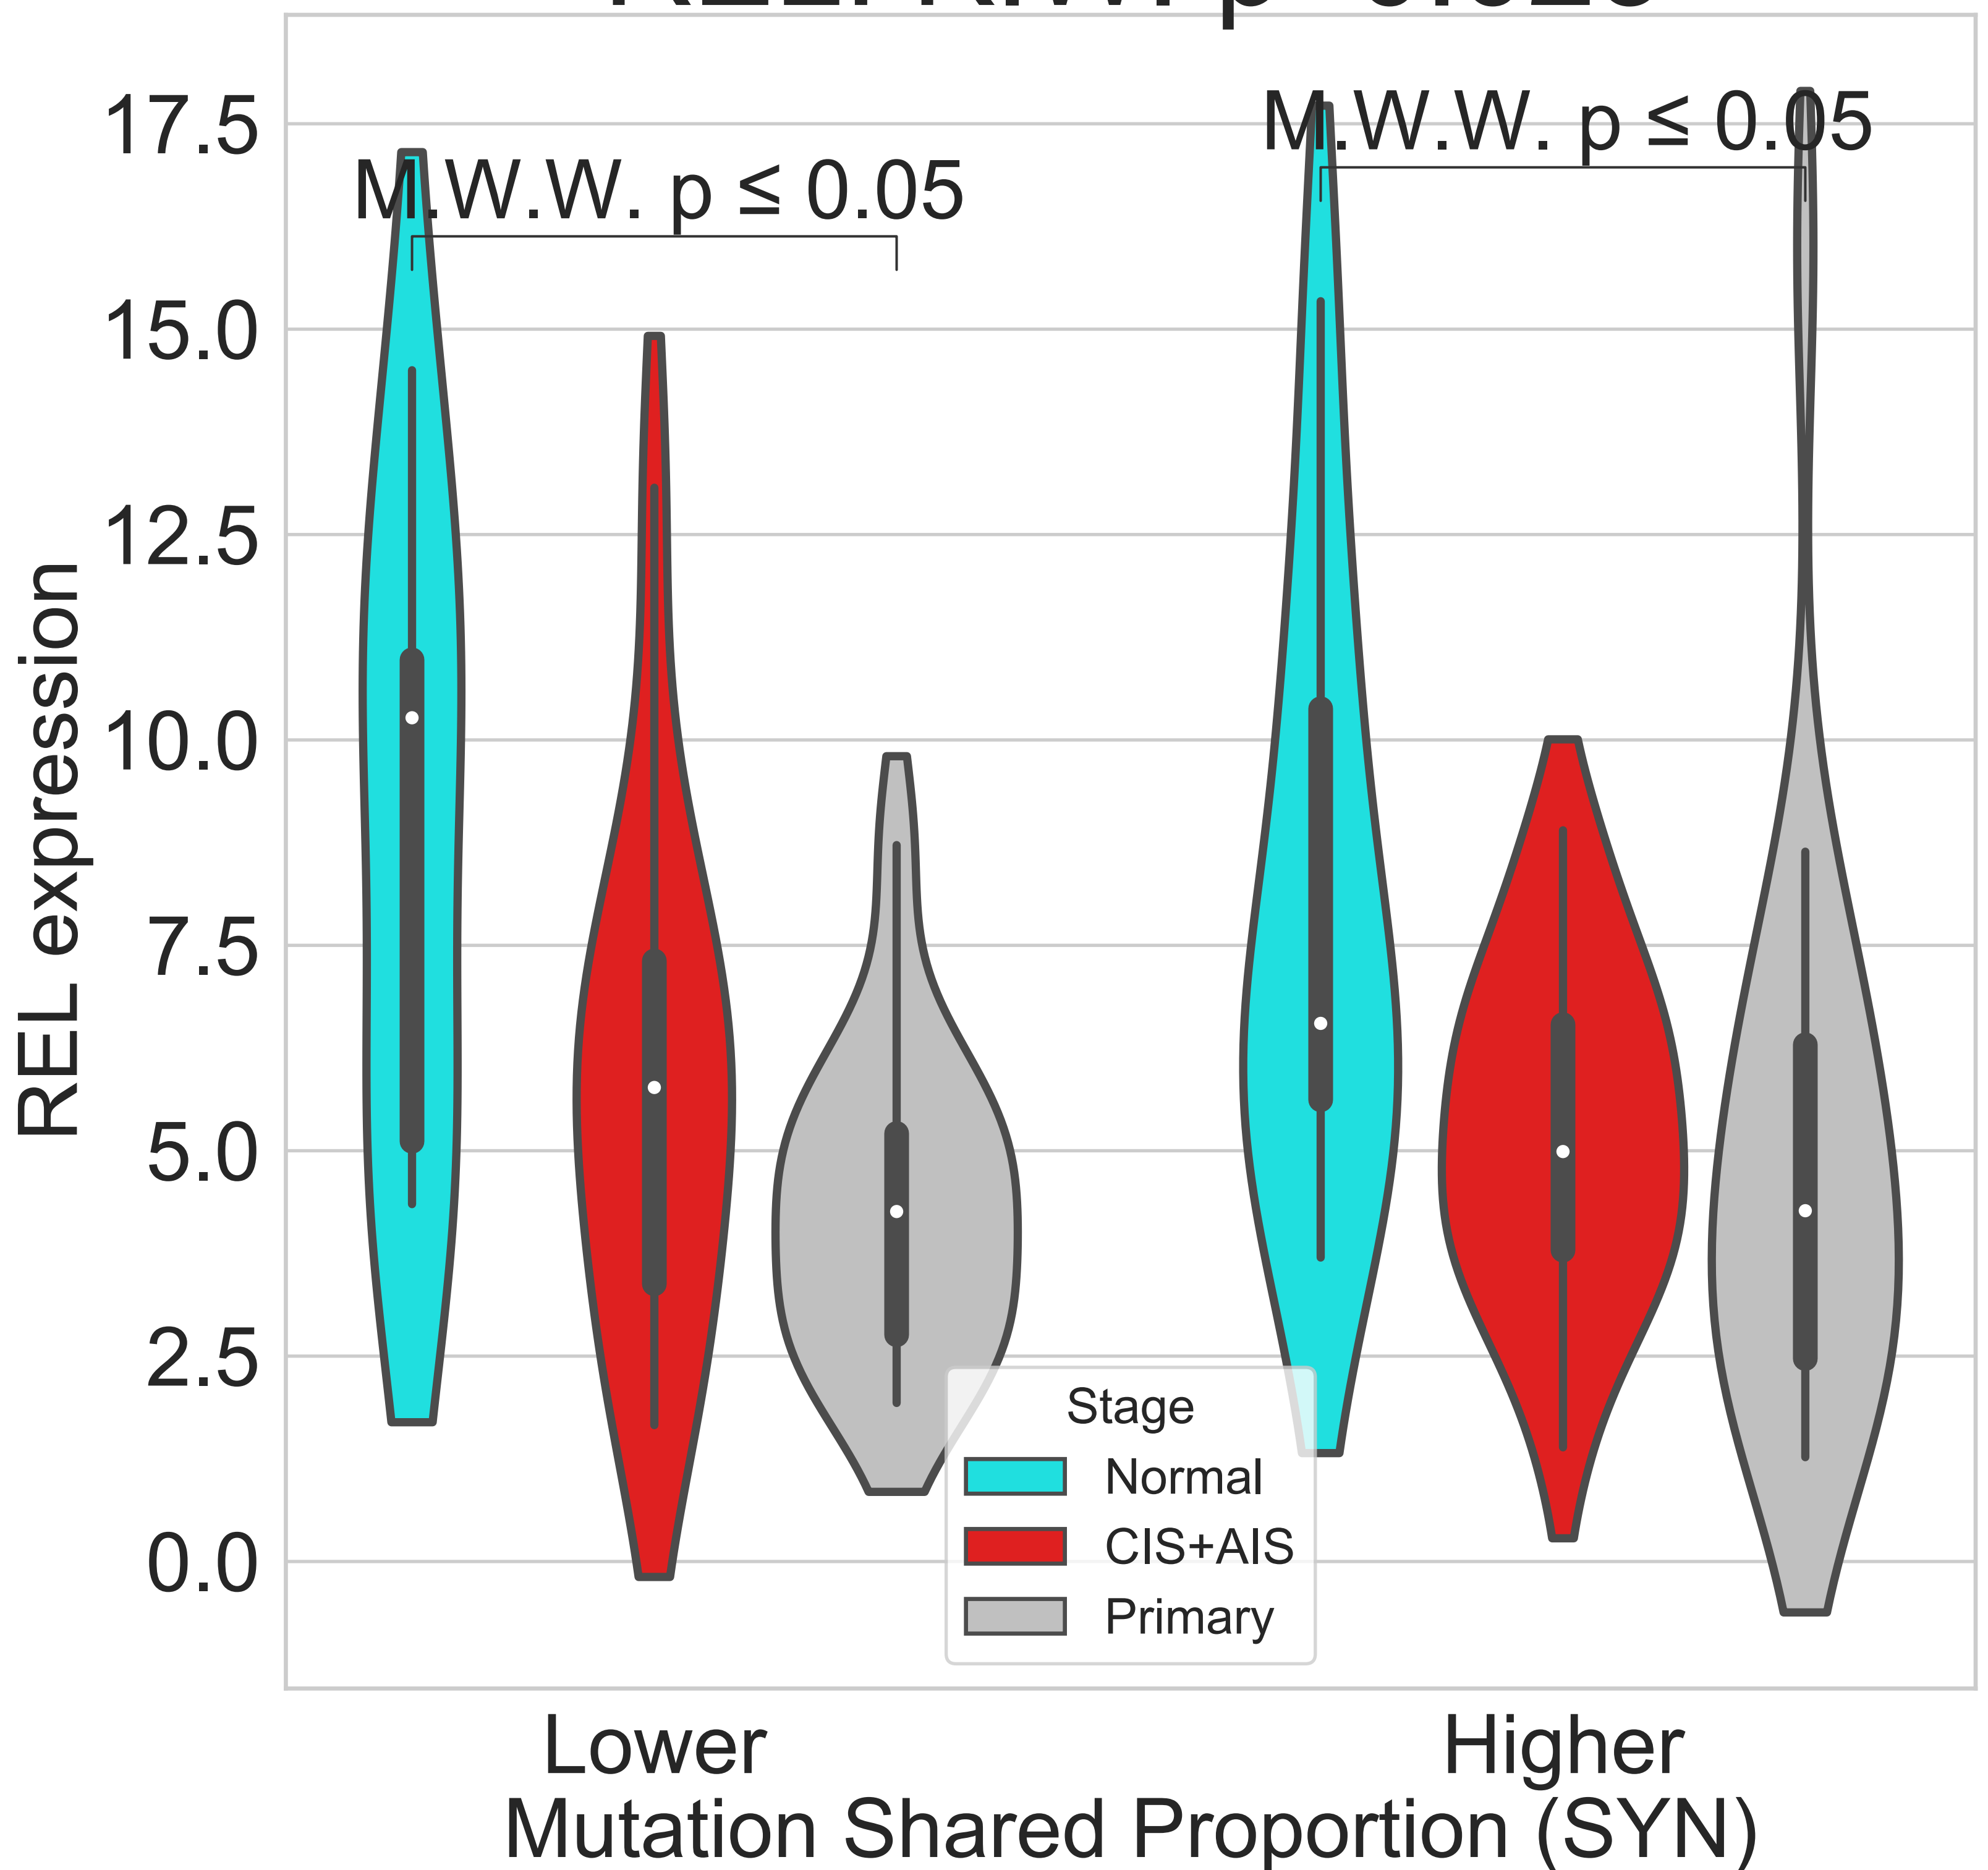 M.W.W. p ≤ 0.05
M.W.W. p ≤ 0.05
17.5
15.0
12.5
10.0
7.5
5.0
2.5
0.0
REL expression
Stage
Normal
CIS+AIS
Primary
Lower
Higher
Mutation Shared Proportion (SYN)